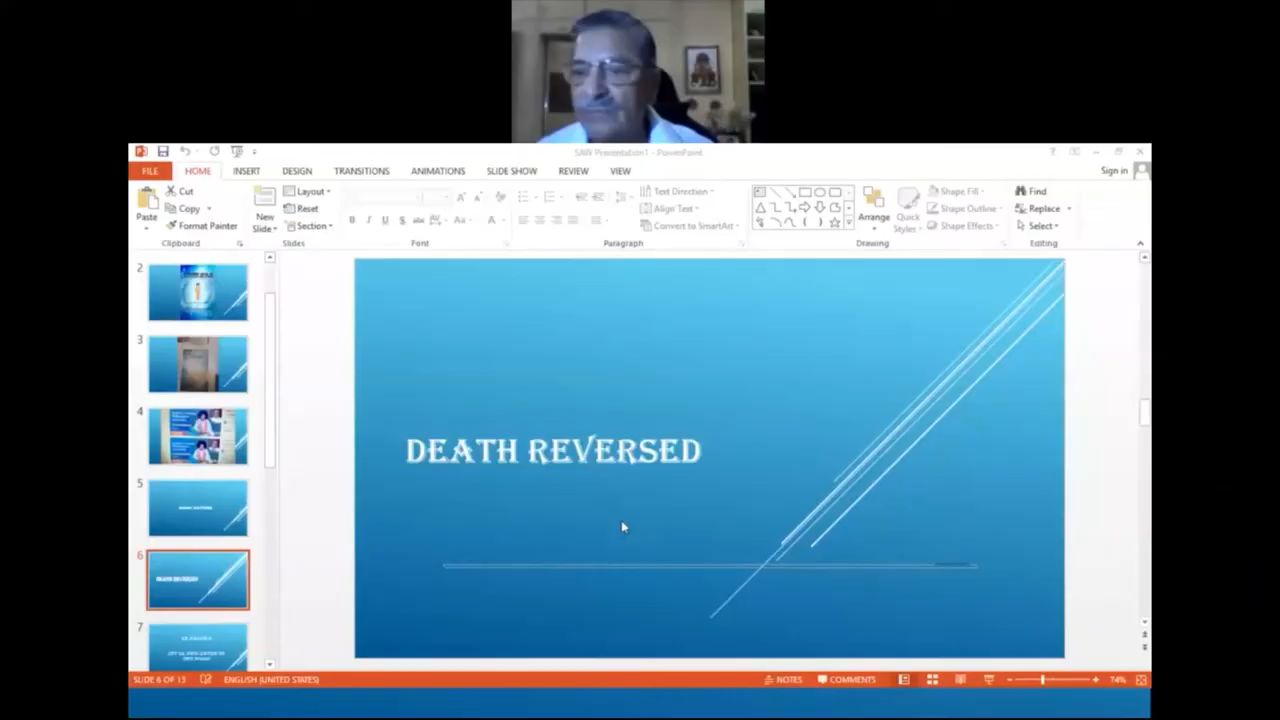 SAW Presentation1 - PowerPoint
FILE HOME INSERT DESIGN TRANSITIONS ANIMATIONS SLIDE SHOW REVIEW VIEW Sign in
Paste
Cut
Copy
Format Painter
Clipboard
New
Slide
Layout
Reset
Section
Slides
Font
Text Direction
Align Text
Convert to SmartArt
Paragraph
Arrange
Quick
Styles
Shape Fill
Shape Outline
Shape Effects
Drawing
Find
Replace
Select
Editing
2
3
4
5
6
DEATH REVERSED
7
DEATH REVERSED
SLIDE 6 OF 13 ENGLISH (UNITED STATES) NOTES COMMENTS 74%